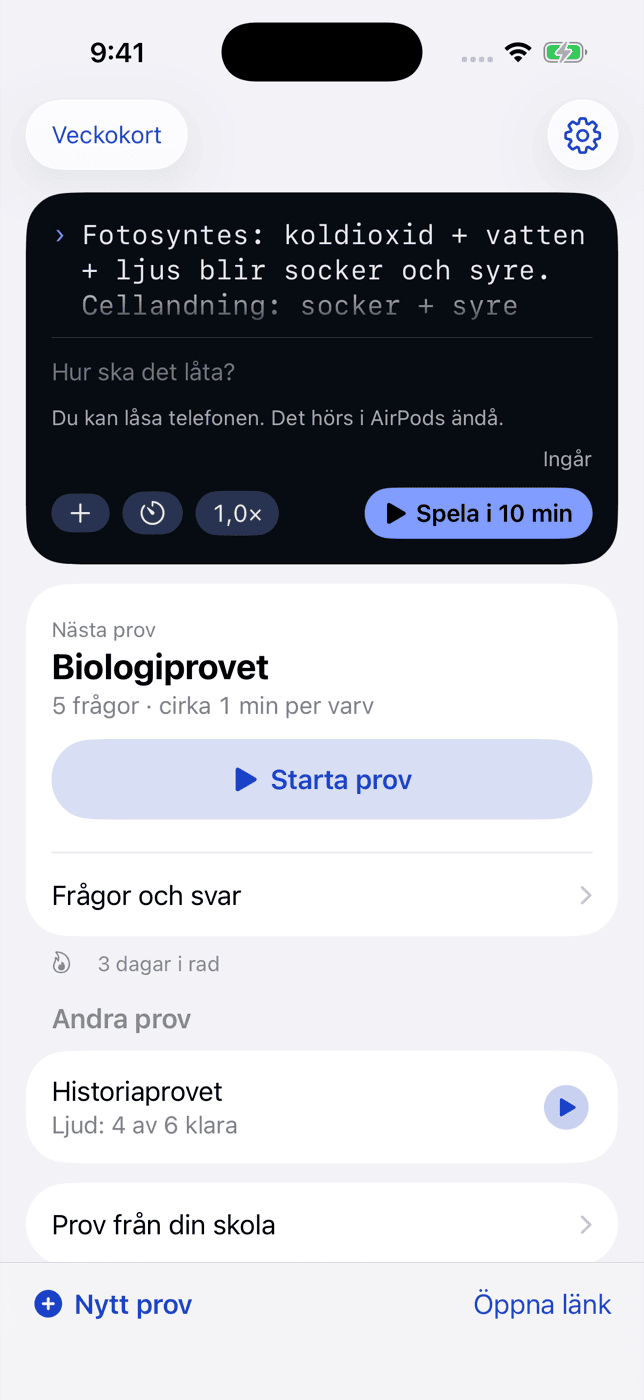 9:41
Veckokort
› Fotosyntes: koldioxid + vatten
+ ljus blir socker och syre.
Cellandning: socker + syre
Hur ska det låta?
Du kan låsa telefonen. Det hörs i AirPods ändå.
Ingår
1,0×
Spela i 10 min
Nästa prov
Biologiprovet
5 frågor · cirka 1 min per varv
Starta prov
Frågor och svar
3 dagar i rad
Andra prov
Historiaprovet
Ljud: 4 av 6 klara
Prov från din skola
Nytt prov
Öppna länk